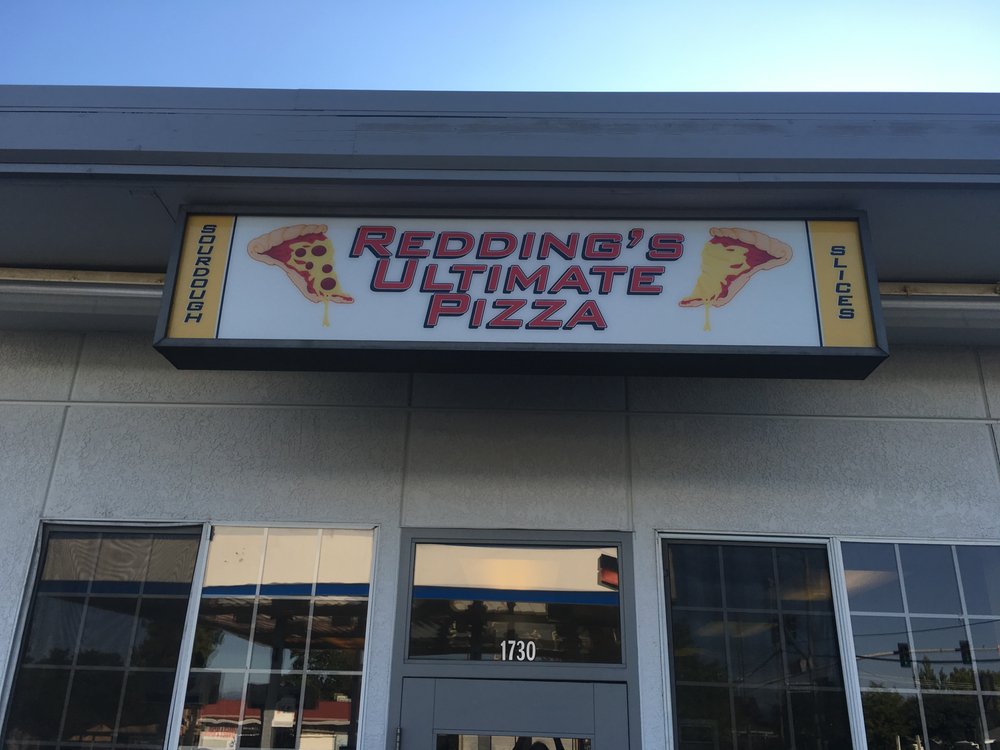 SOURDOUGH
REDDING'S
ULTIMATE
PIZZA
SLICES
1730